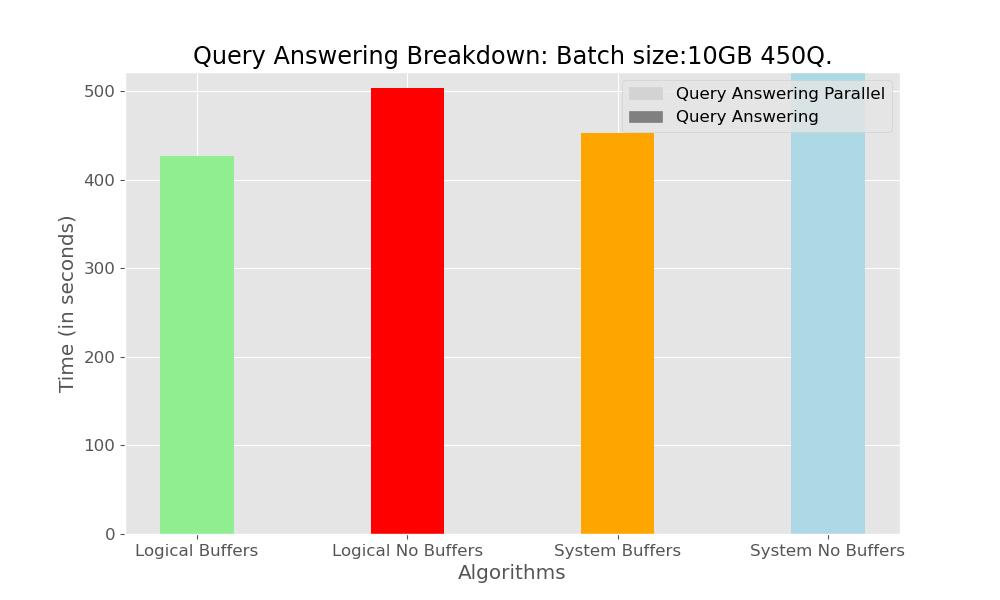 Query Answering Breakdown: Batch size:10GB 450Q.
Query Answering Parallel
Query Answering
500
400
300
200
100
0
Time (in seconds)
Logical Buffers
Logical No Buffers
System Buffers
System No Buffers
Algorithms